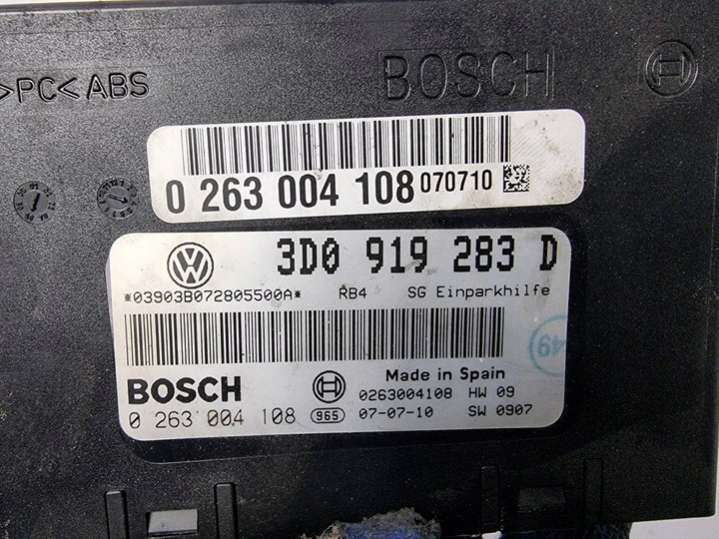 >PC<ABS
BOSCH
0 263 004 108 070710
3D0 919 283 D
*03903B072805500A* RB4 SG Einparkhilfe
49
Made in Spain
BOSCH 0263004108 HW 09
0 263 004 108 965 07-07-10 SW 0907